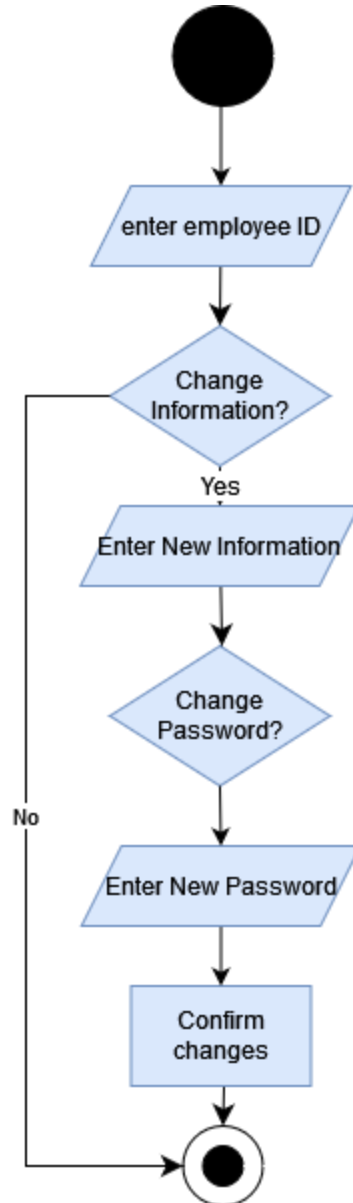 enter employee ID
Change
Information?
Yes
Enter New Information
Change
Password?
No
Enter New Password
Confirm
changes